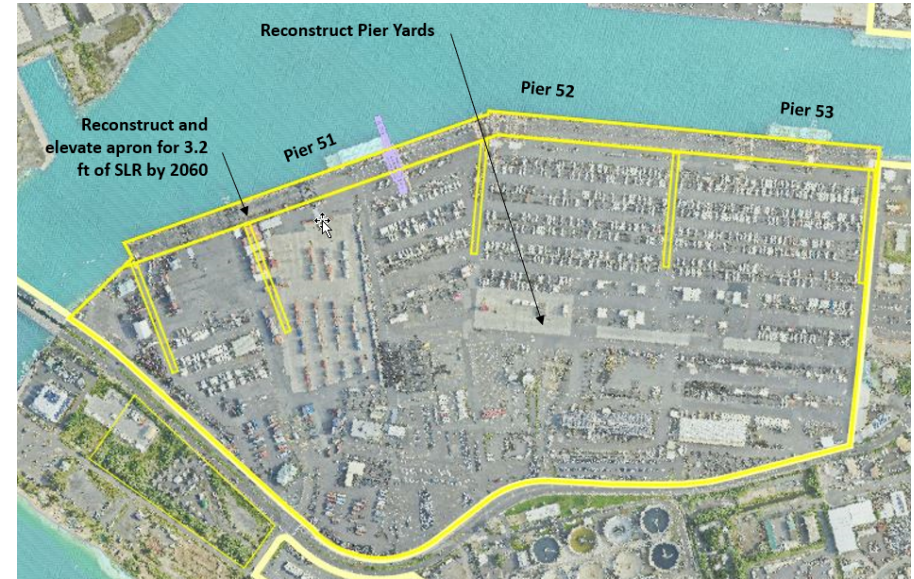 Reconstruct Pier Yards
Pier 52
Pier 53
Reconstruct and
elevate apron for 3.2
ft of SLR by 2060
Pier 51